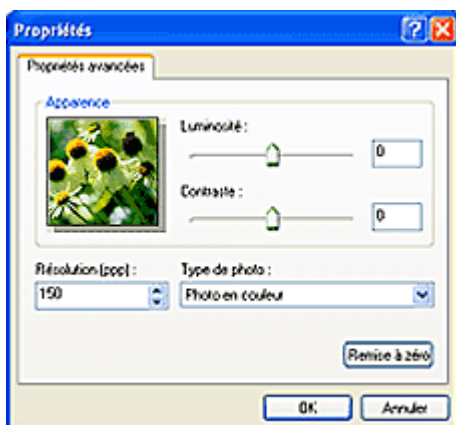 Propriétés
Propriétés avancées
Apparence
Luminosité :
0
Contraste :
0
Résolution (ppp) :
Type de photo :
150
Photo en couleur
Remise à zéro
OK
Annuler